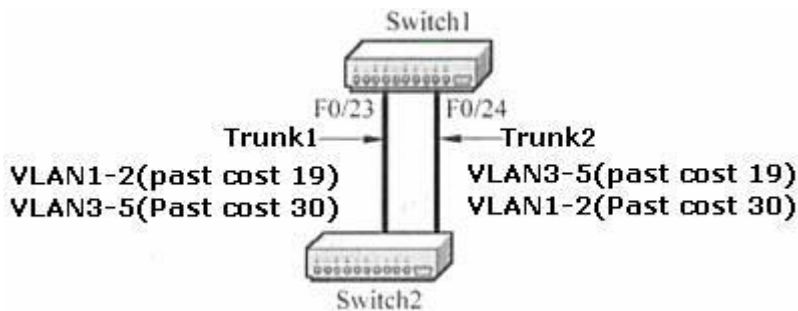 Switch1
F0/23
F0/24
Trunk1
Trunk2
VLAN1-2(past cost 19)
VLAN3-5(Past cost 30)
VLAN3-5(past cost 19)
VLAN1-2(Past cost 30)
Switch2